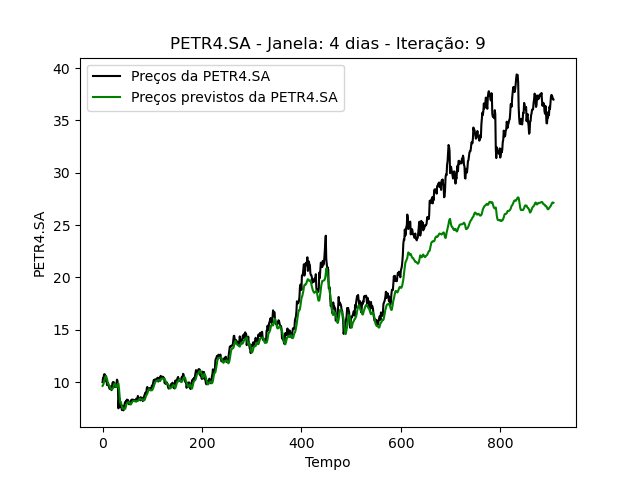 PETR4.SA - Janela: 4 dias - Iteração: 9
Preços da PETR4.SA
Preços previstos da PETR4.SA
40
35
30
25
20
15
10
PETR4.SA
0 200 400 600 800
Tempo